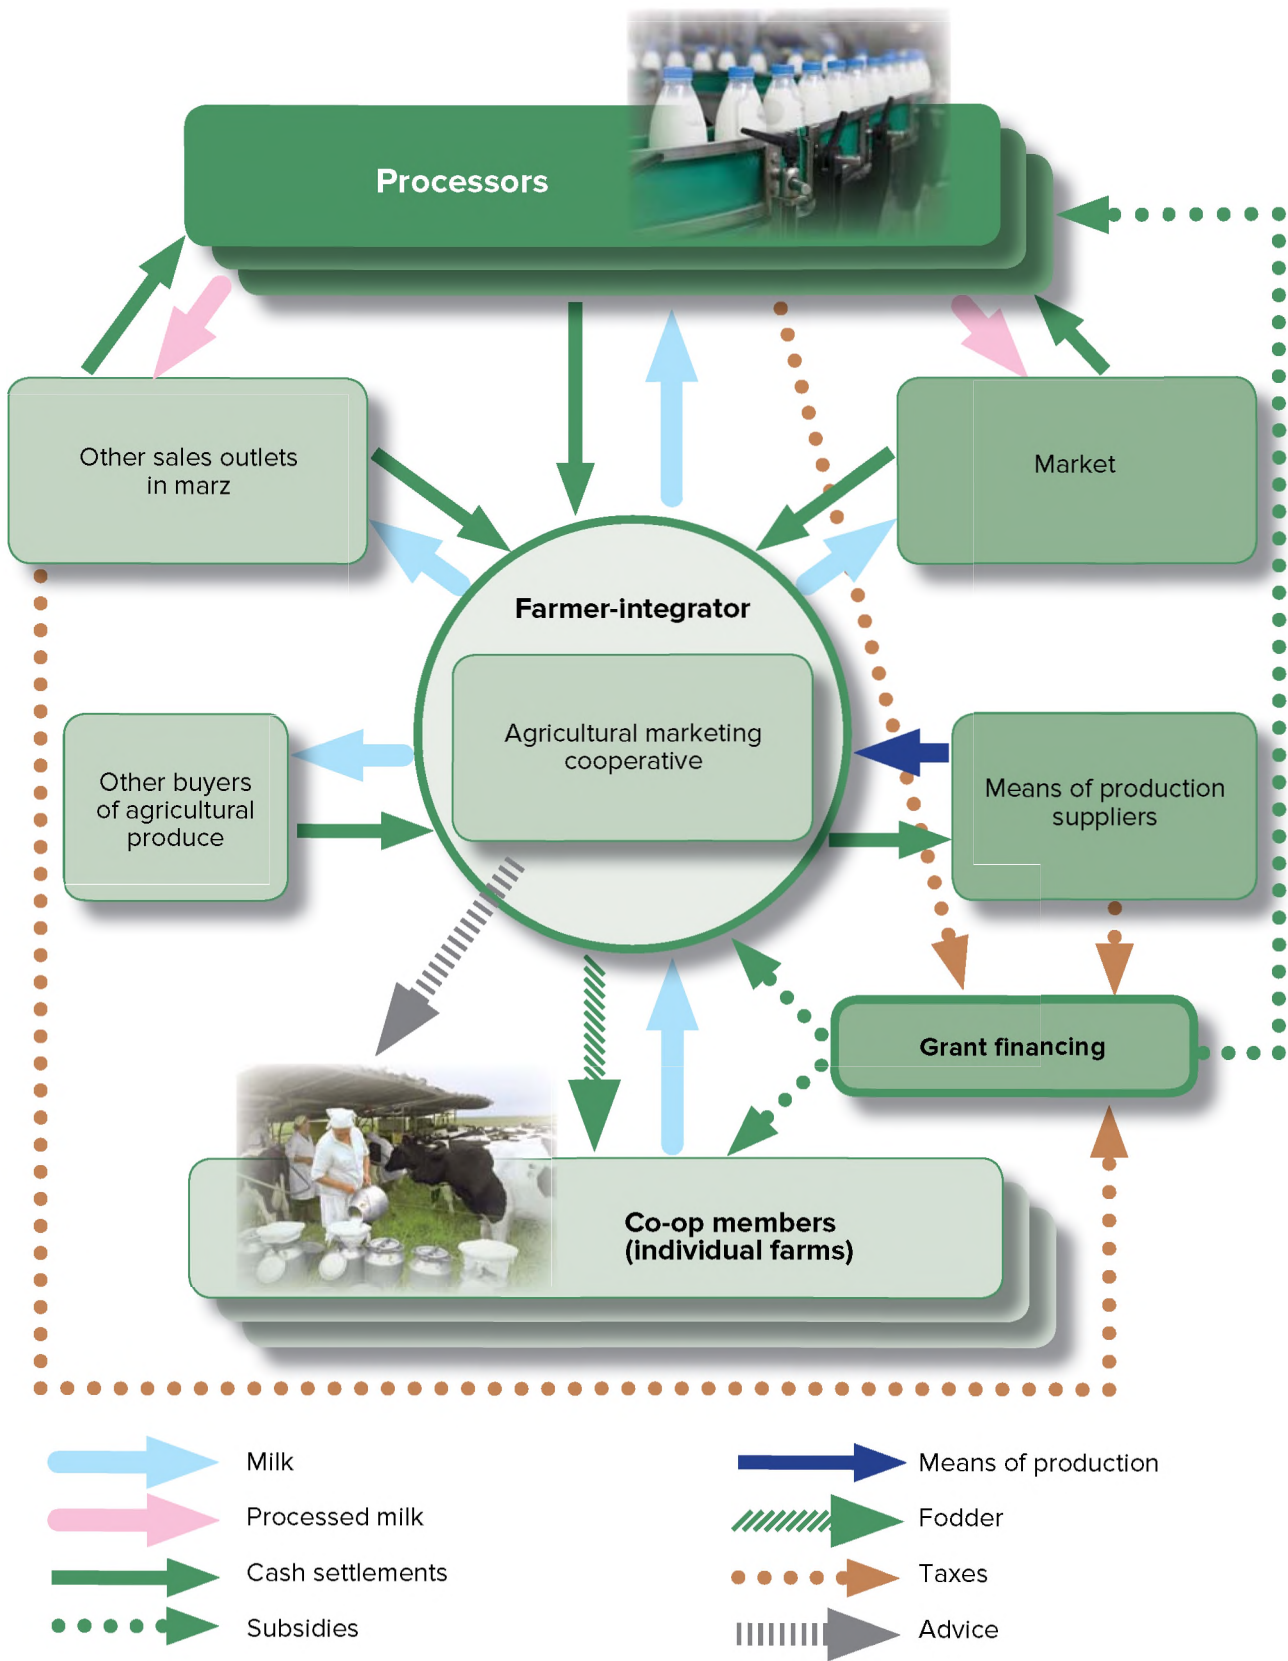 Processors
Other sales outlets
in marz
Market
Farmer-integrator
Agricultural marketing
cooperative
Other buyers
of agricultural
produce
Means of production
suppliers
Grant financing
Co-op members
(individual farms)
Milk
Processed milk
Cash settlements
Subsidies
Means of production
Fodder
Taxes
Advice